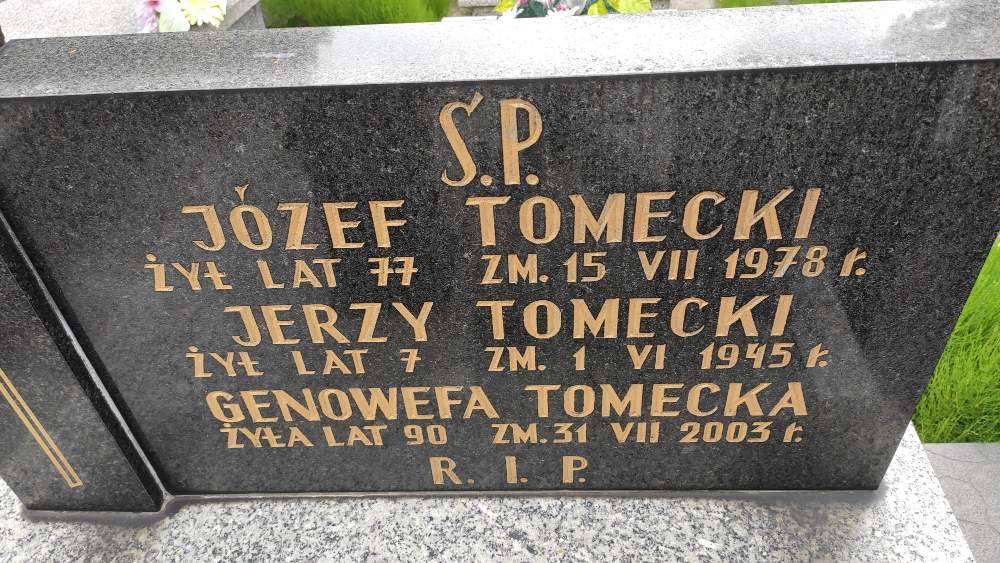 Ś.P.
JÓZEF TOMECKI
ŻYŁ LAT 77 ZM. 15 VII 1978 r.
JERZY TOMECKI
ŻYŁ LAT 7 ZM. 1 VI 1945 r.
GENOWEFA TOMECKA
ŻYŁA LAT 90 ZM. 31 VII 2003 r.
R. I. P.